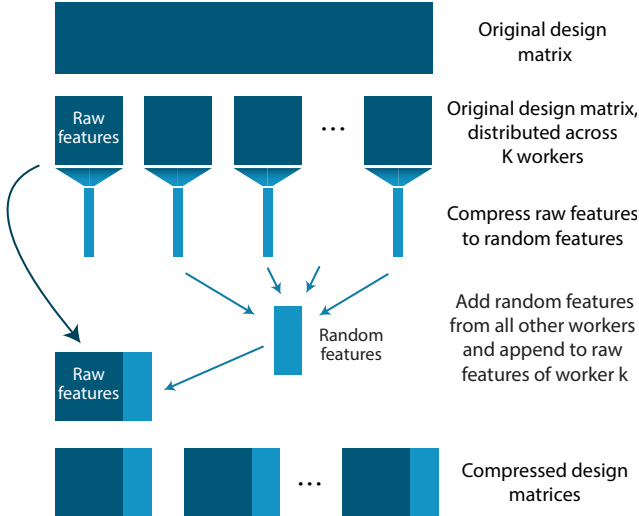 Original design
matrix
Raw
features
...
Original design matrix,
distributed across
K workers
Compress raw features
to random features
Random
features
Add random features
from all other workers
and append to raw
features of worker k
Raw
features
...
Compressed design
matrices